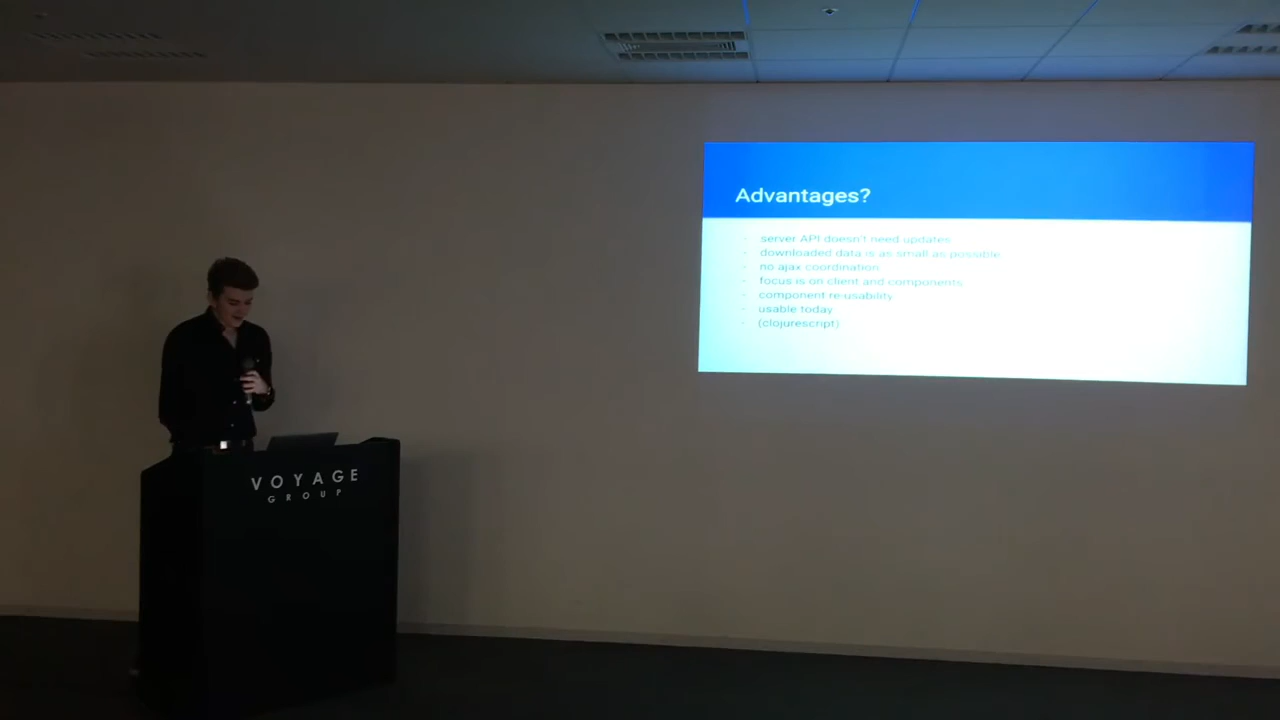 Advantages?
- server API doesn't need updates
- downloaded data is as small as possible
- no ajax coordination
- focus is on client and components
- component re-usability
- usable today
- (clojurescript)
VOYAGE
GROUP